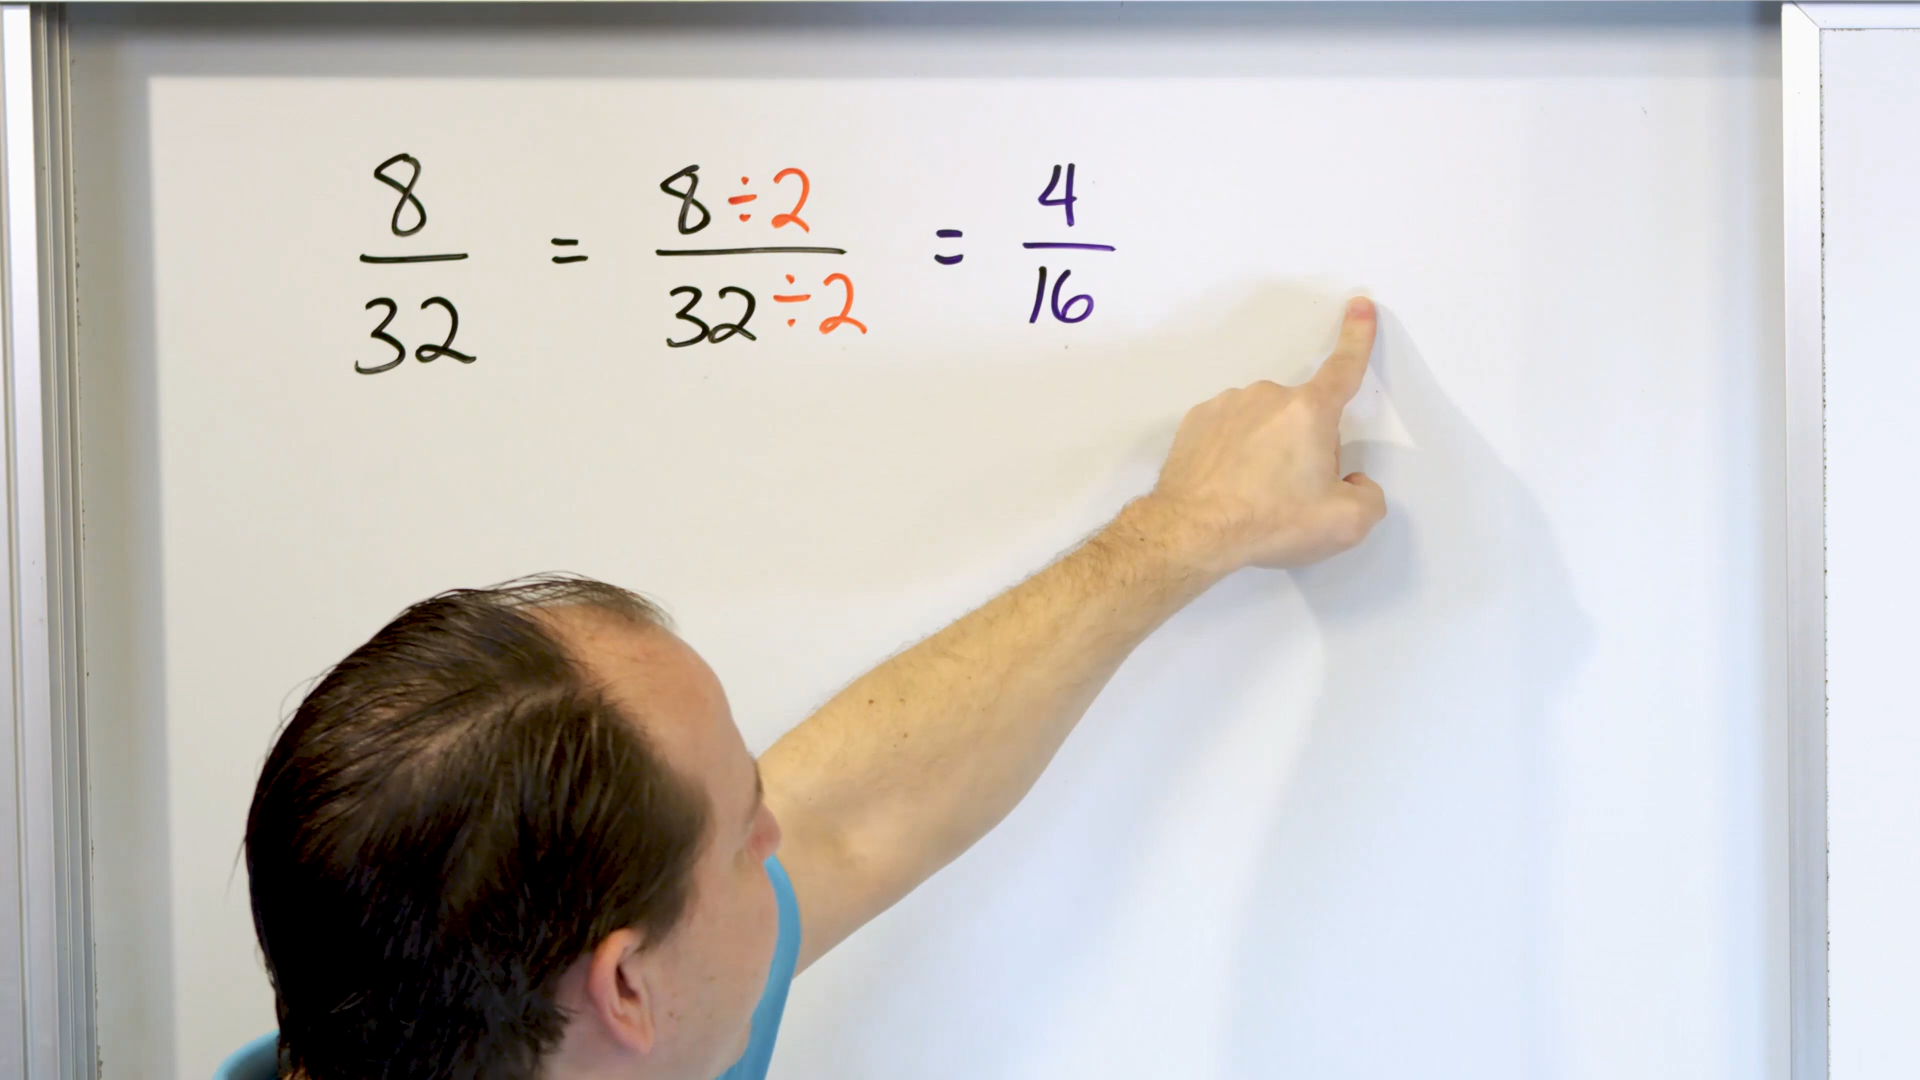 8/32 = 8÷2/32÷2 = 4/16